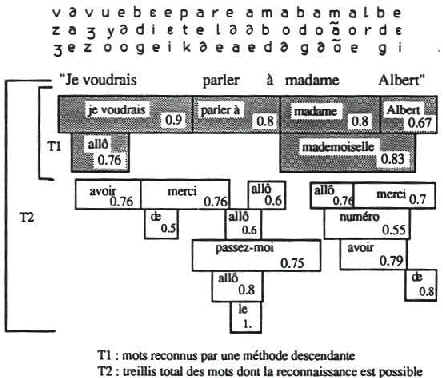 v ə v u e b ɛ e p a r e a m a b a m a l b e
z a ʒ y ə d i ɛ t e l ə ə b o d o ã o r d ɛ
ʒ e z o o g e i k ə e a e d ə g ə õ e g i .
"Je voudrais parler à madame Albert"
je voudrais 0.9 parler à 0.8 madame 0.8 Albert 0.67
T1 allô 0.76 mademoiselle 0.83
avoir 0.76 merci 0.76 allô 0.6 allô 0.76 merci 0.7
T2 de 0.5 allô 0.6 numéro 0.55
passez-moi 0.75 avoir 0.79
allô 0.8 de 0.8
le 1.
T1 : mots reconnus par une méthode descendante
T2 : treillis total des mots dont la reconnaissance est possible